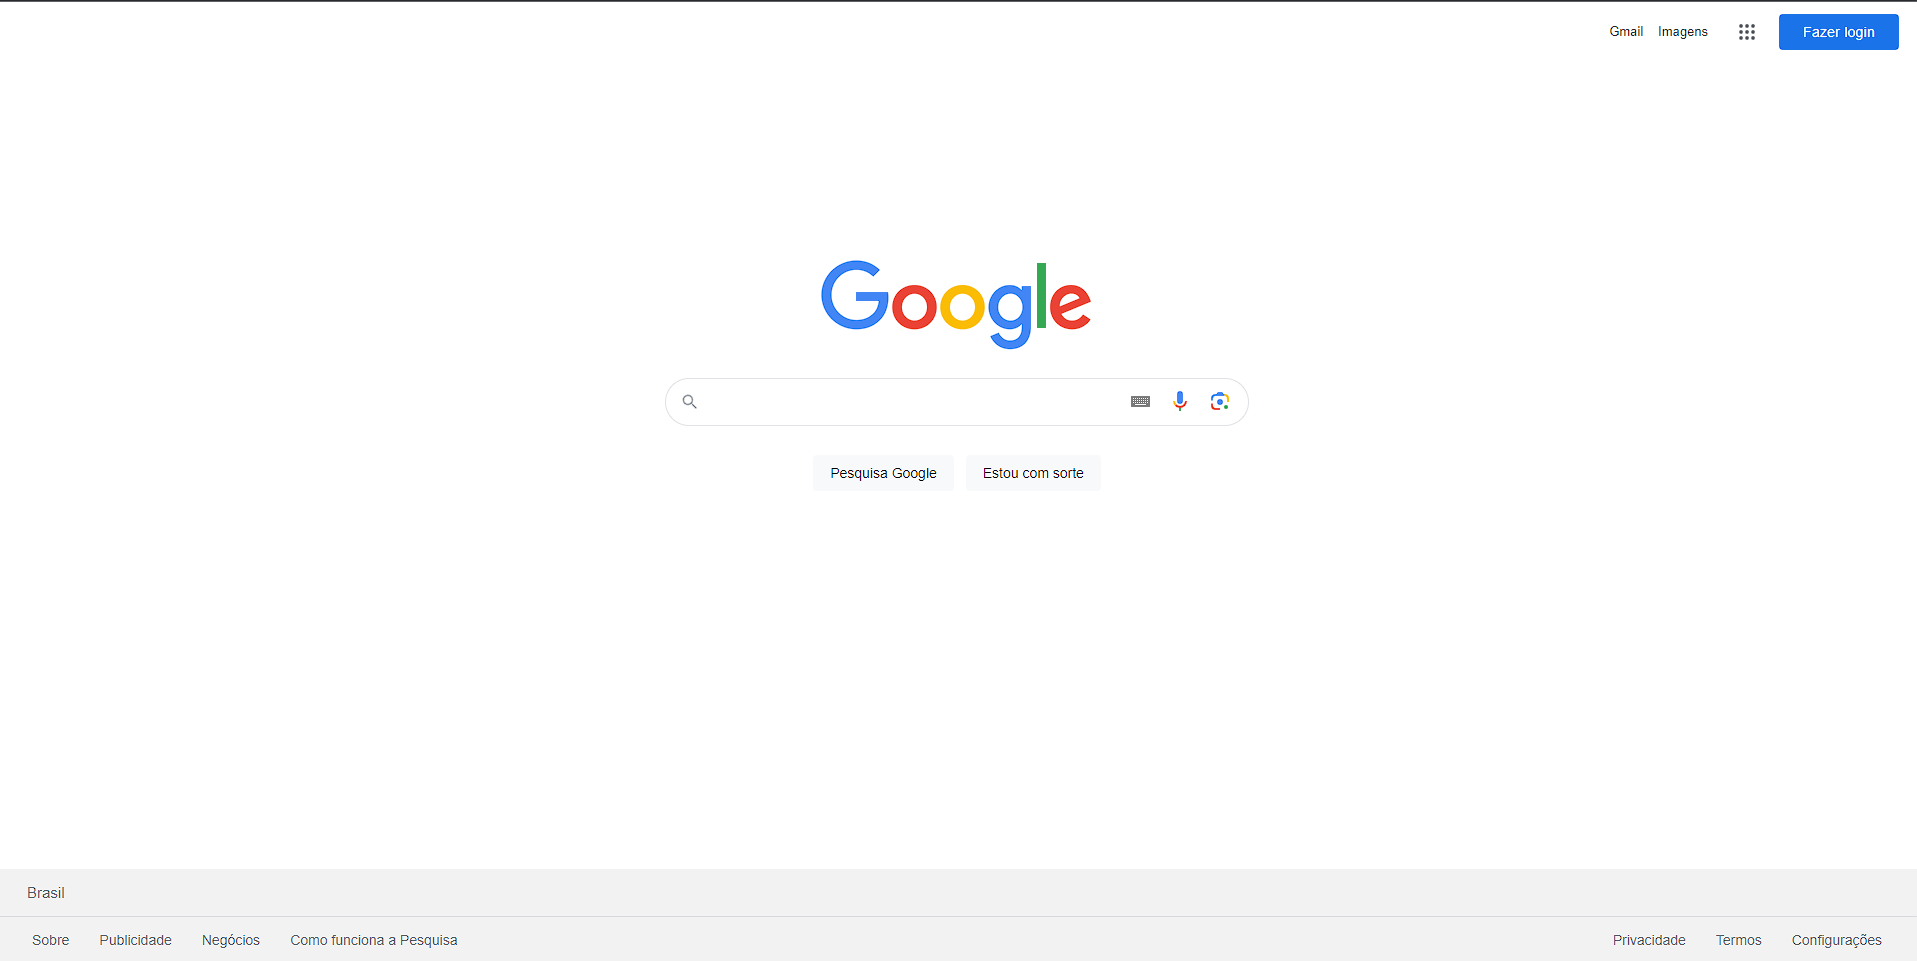 Gmail Imagens Fazer login
Google
Pesquisa Google Estou com sorte
Brasil
Sobre Publicidade Negócios Como funciona a Pesquisa Privacidade Termos Configurações